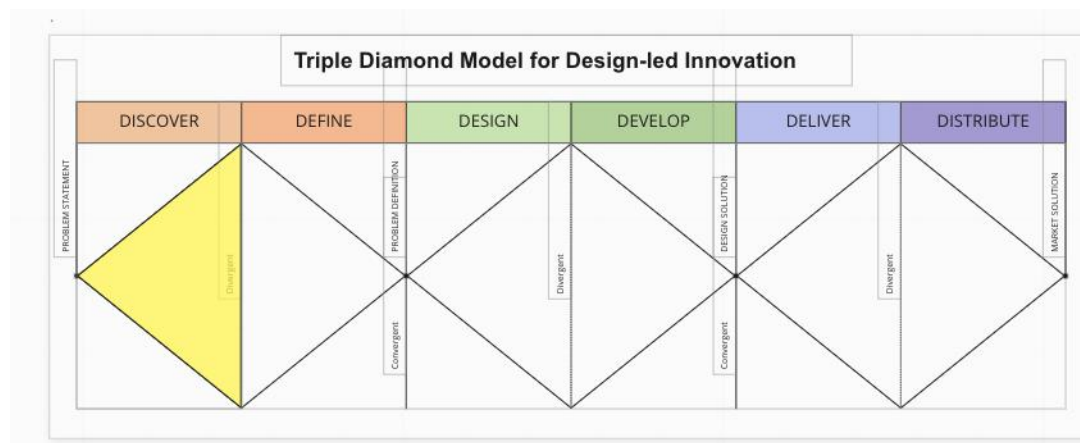 Triple Diamond Model for Design-led Innovation
DISCOVER
DEFINE
DESIGN
DEVELOP
DELIVER
DISTRIBUTE
PROBLEM STATEMENT
Divergent
PROBLEM DEFINITION
Convergent
Divergent
DESIGN SOLUTION
Convergent
Divergent
MARKET SOLUTION